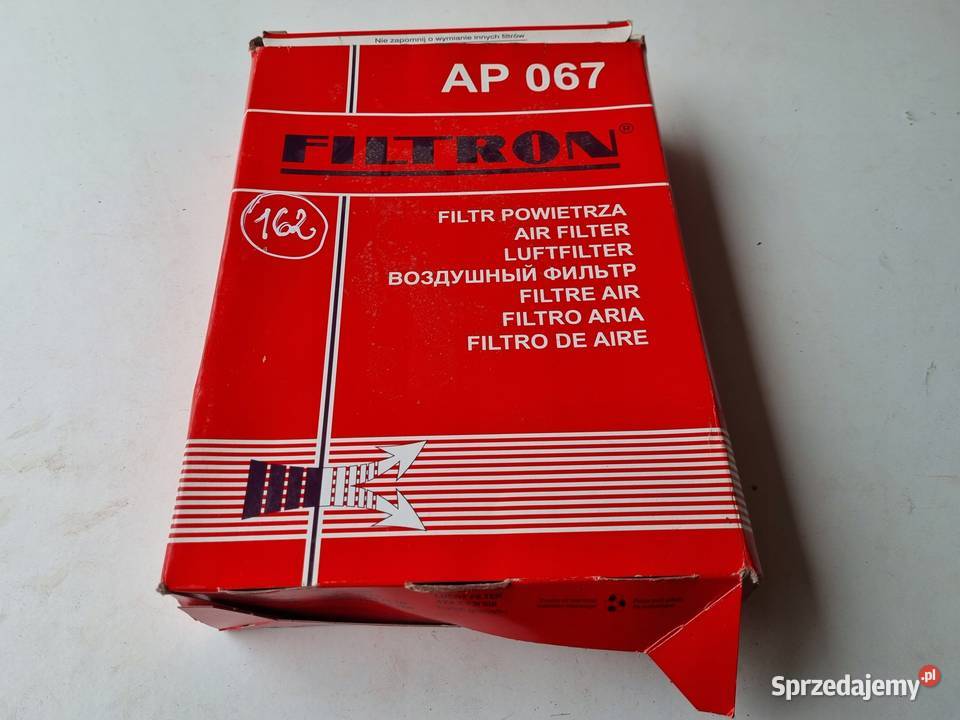 Nie zapomnij o wymianie innych filtrów
AP 067
FILTRON®
162
FILTR POWIETRZA
AIR FILTER
LUFTFILTER
ВОЗДУШНЫЙ ФИЛЬТР
FILTRE AIR
FILTRO ARIA
FILTRO DE AIRE
Sprzedajemy.pl